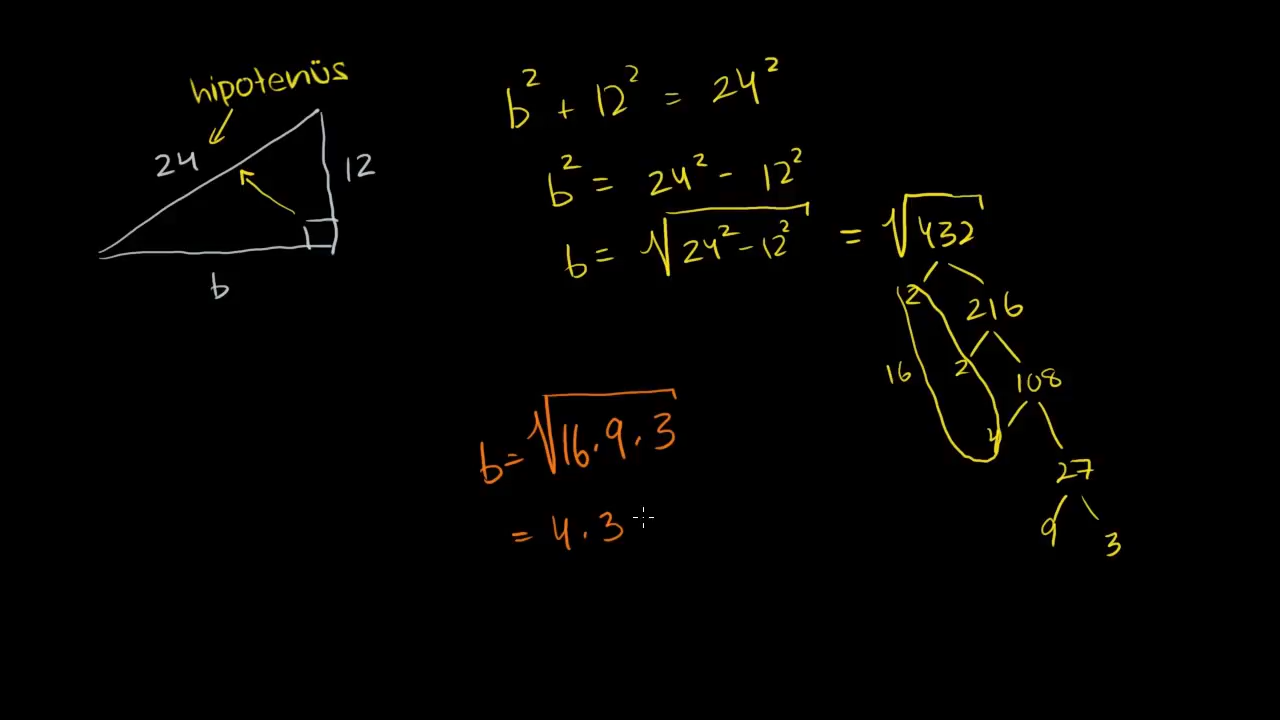 hipotenüs
24
12
b
b² + 12² = 24²
b² = 24² - 12²
b = √(24² - 12²) = √432
2
216
16
2
108
4
27
9
3
b = √(16 · 9 · 3)
= 4 · 3